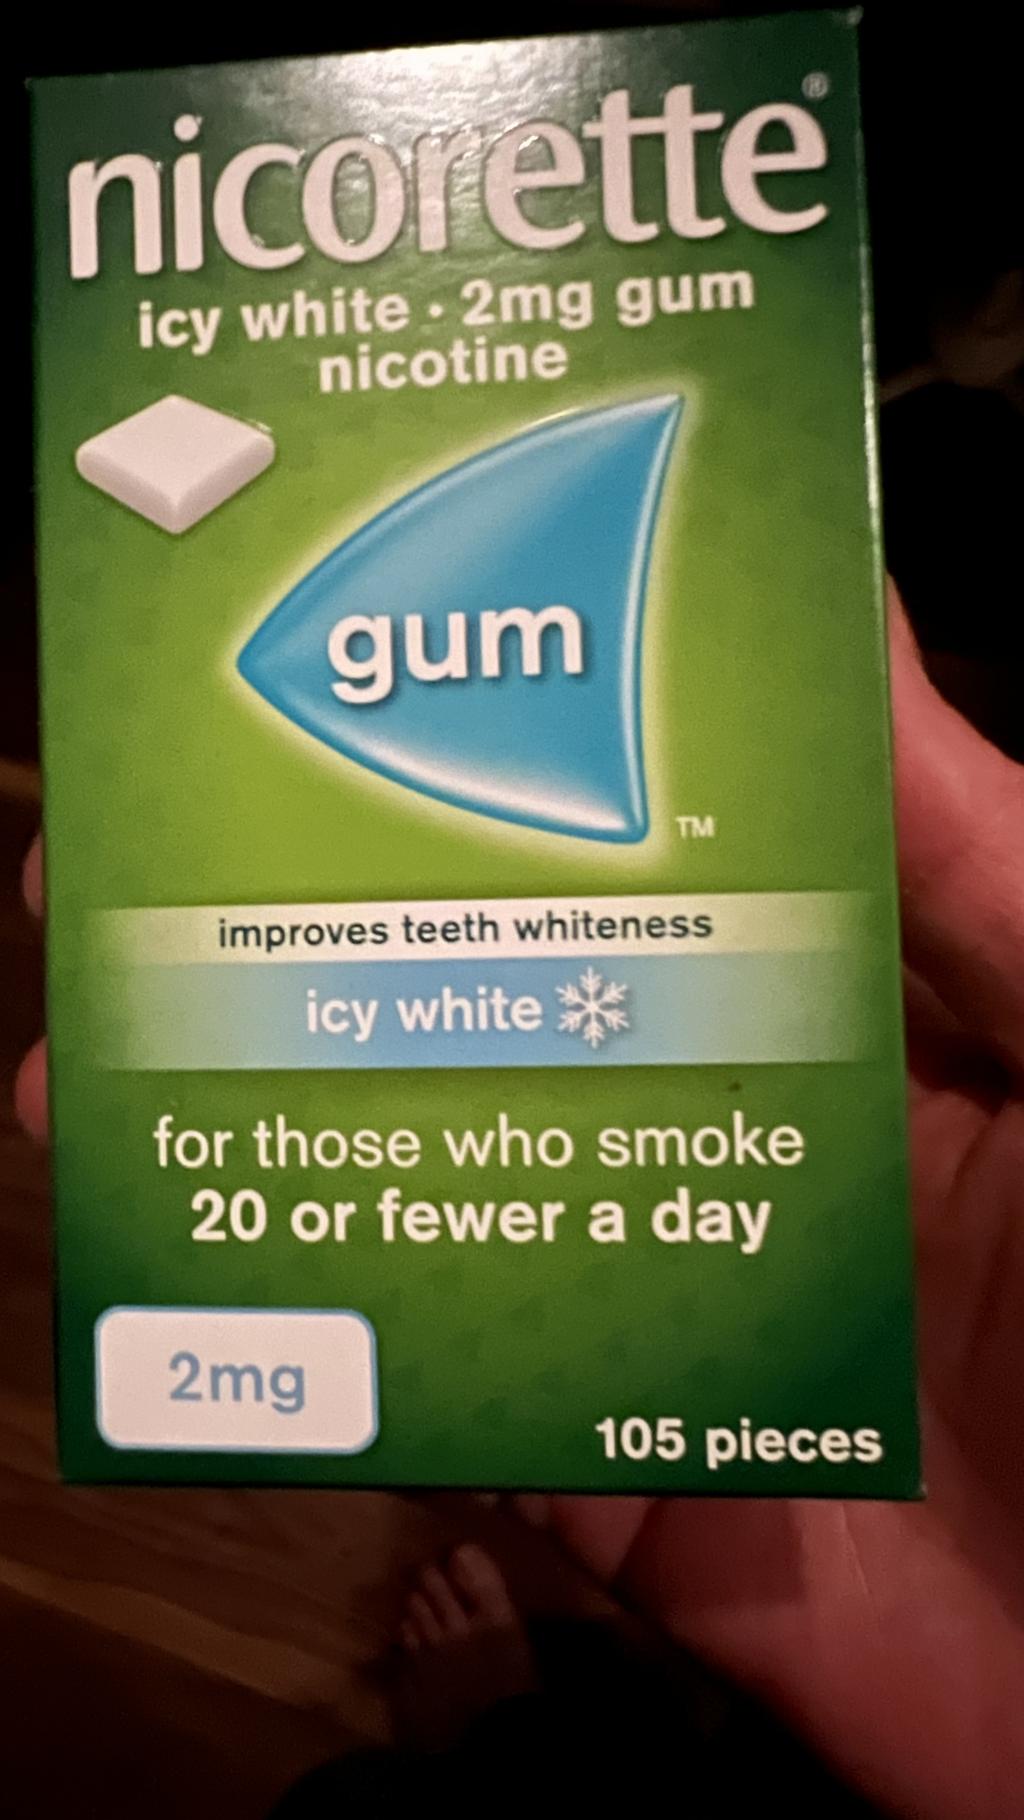 nicorette®
icy white · 2mg gum
nicotine
gum
TM
improves teeth whiteness
icy white
for those who smoke
20 or fewer a day
2mg
105 pieces